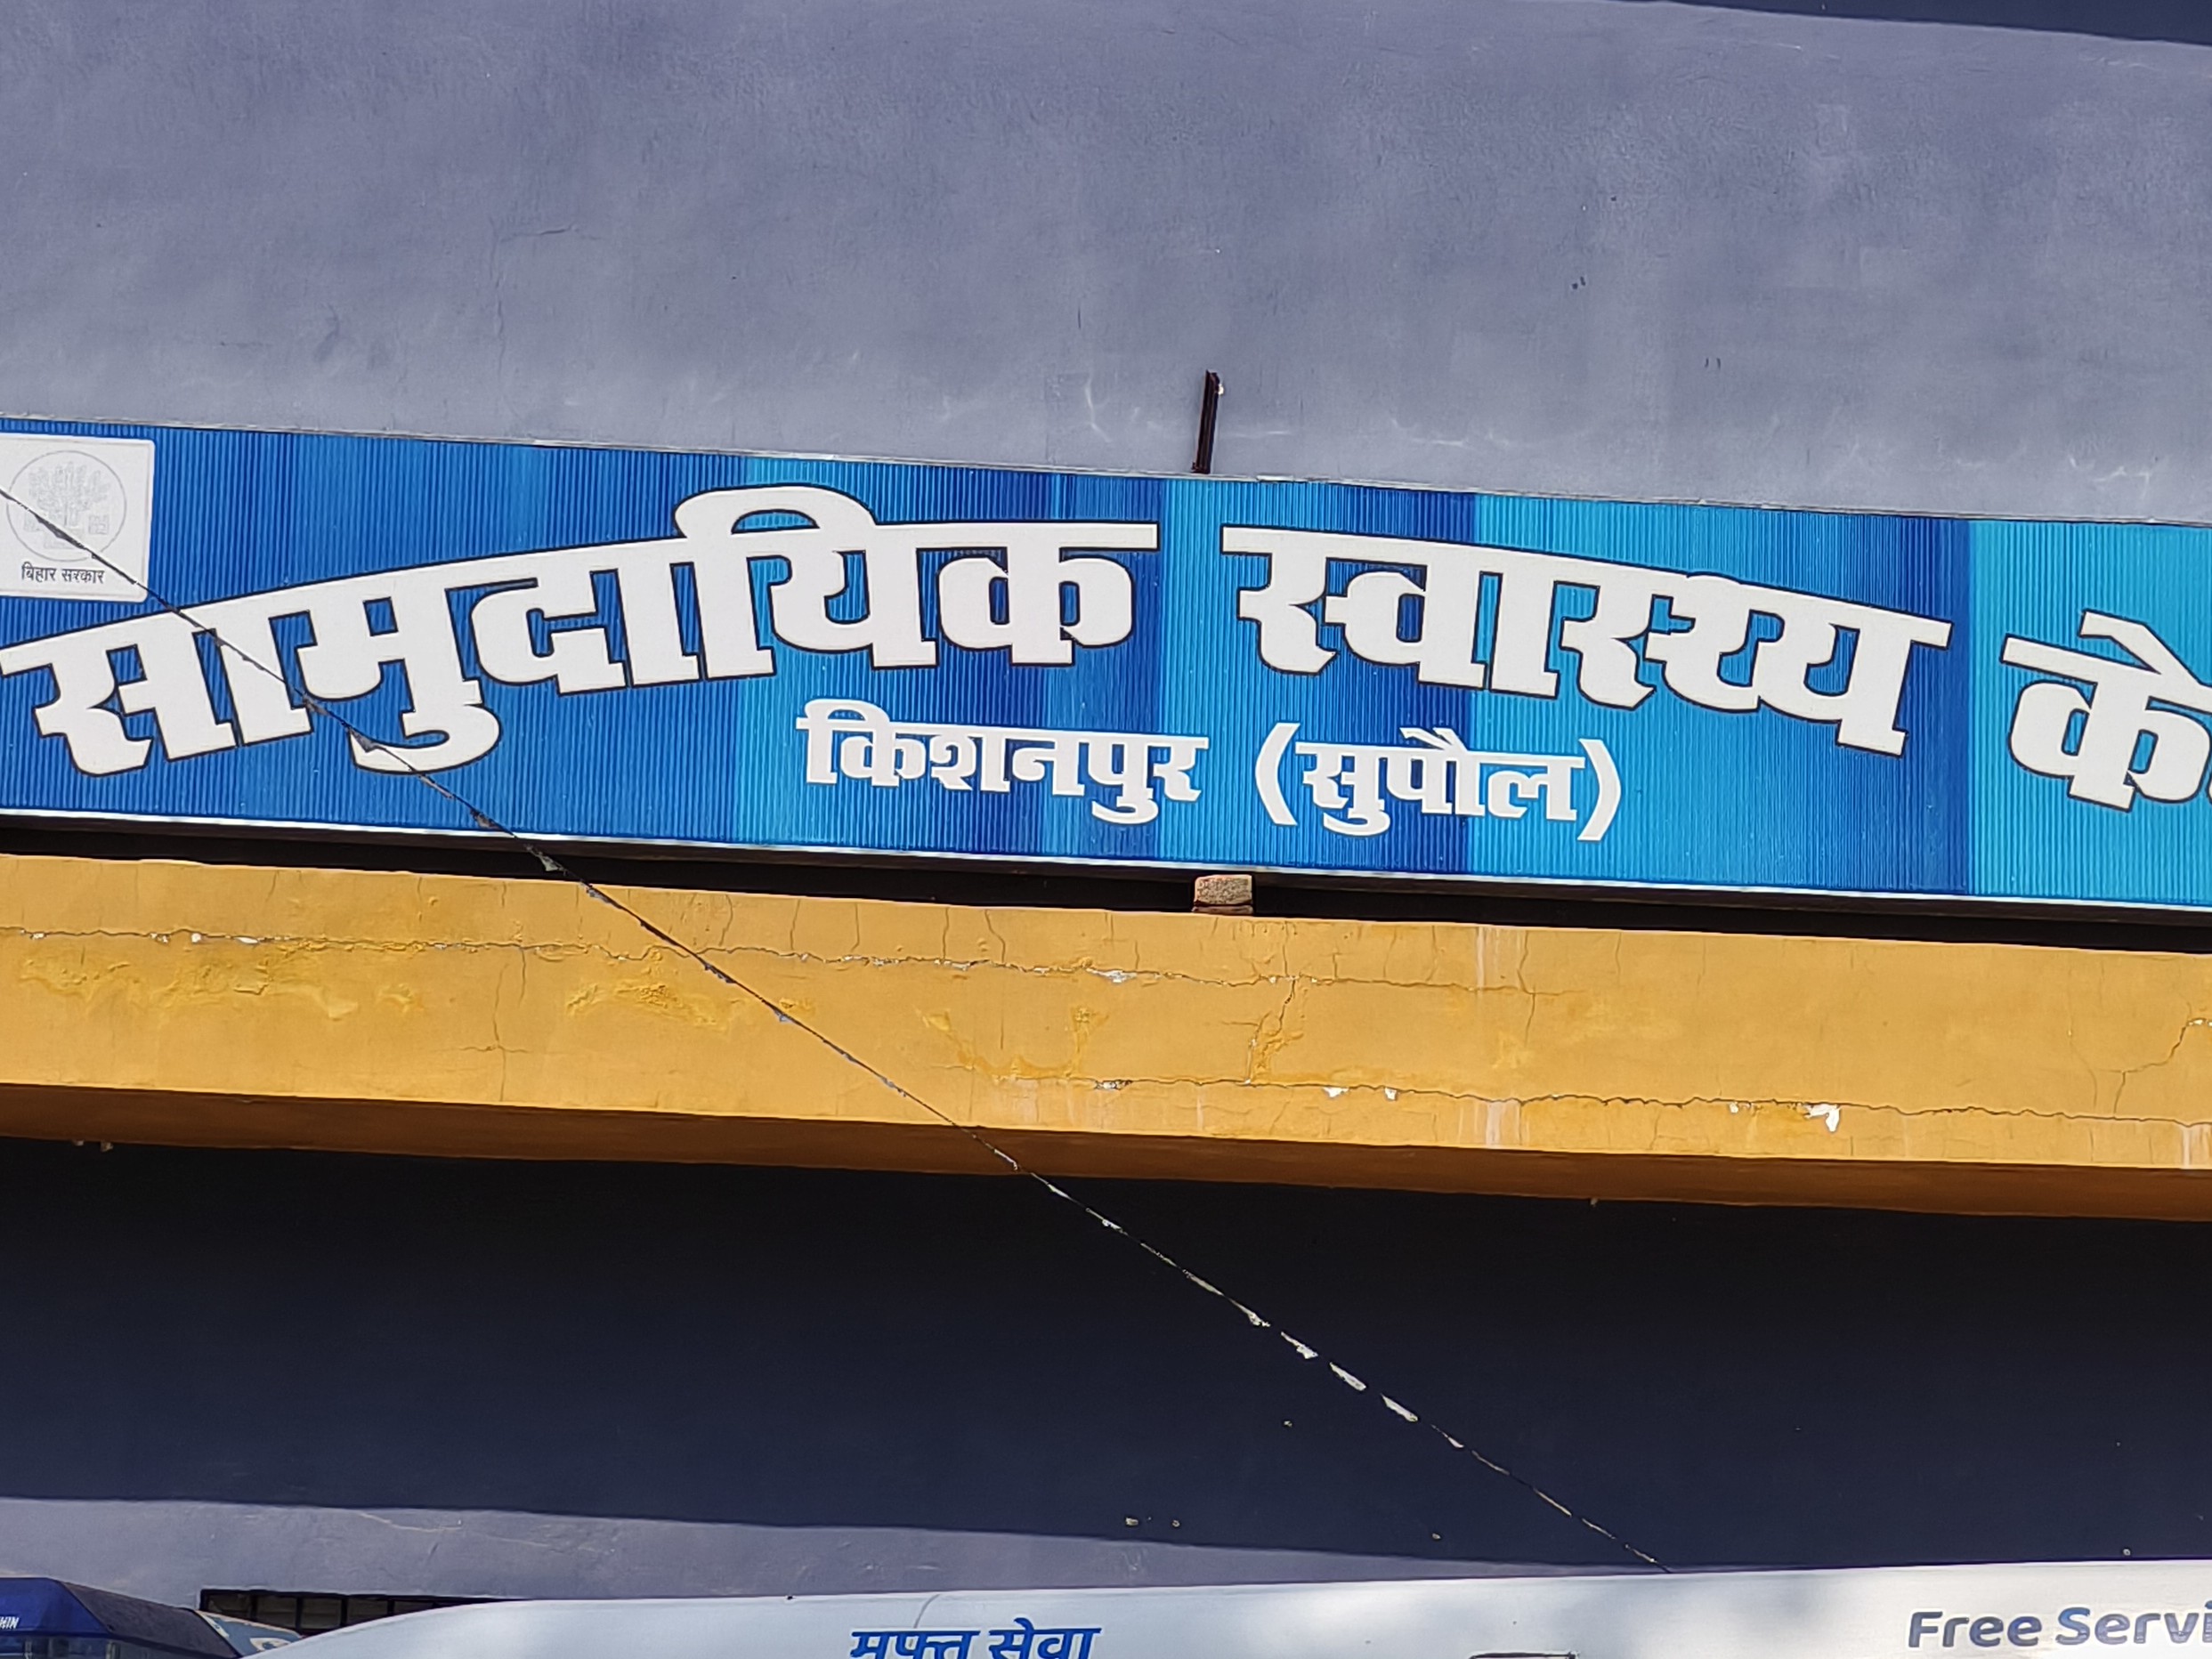 बिहार सरकार
सामुदायिक स्वास्थ्य के
किशनपुर (सुपौल)
मुफ्त सेवा
Free Servi